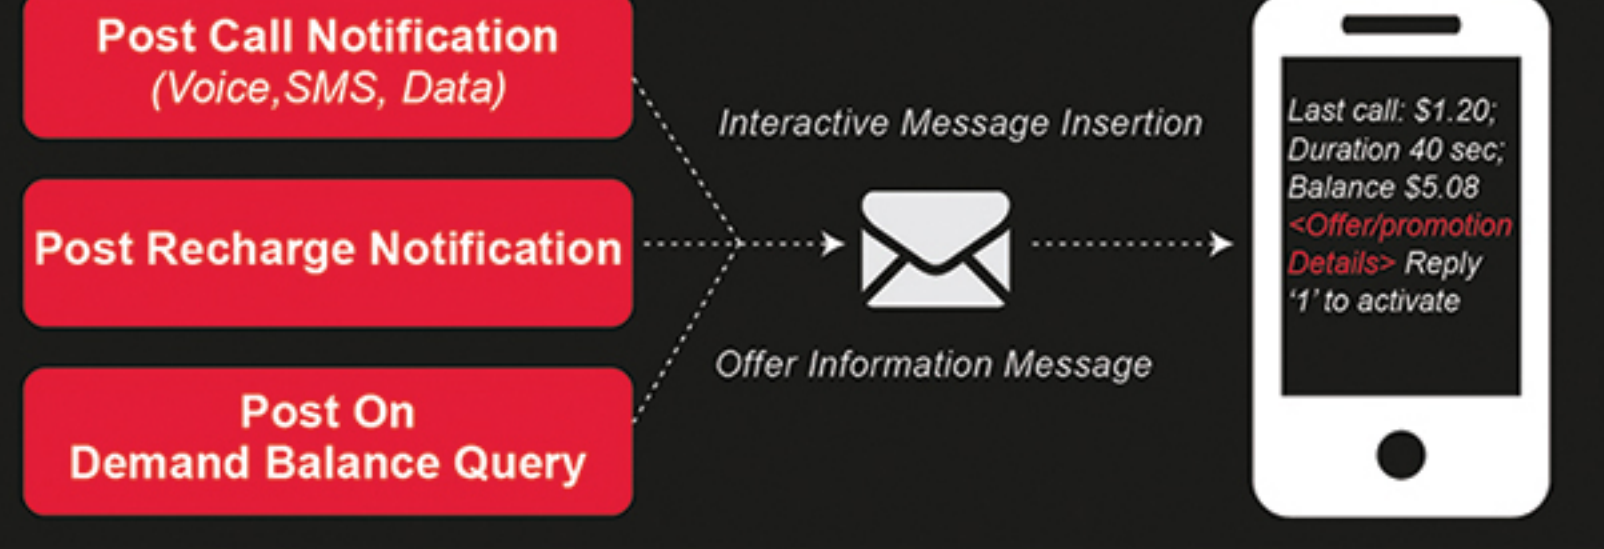 Post Call Notification
(Voice,SMS, Data)
Post Recharge Notification
Post On
Demand Balance Query
Interactive Message Insertion
Offer Information Message
Last call: $1.20;
Duration 40 sec;
Balance $5.08
<Offer/promotion
Details> Reply
‘1’ to activate